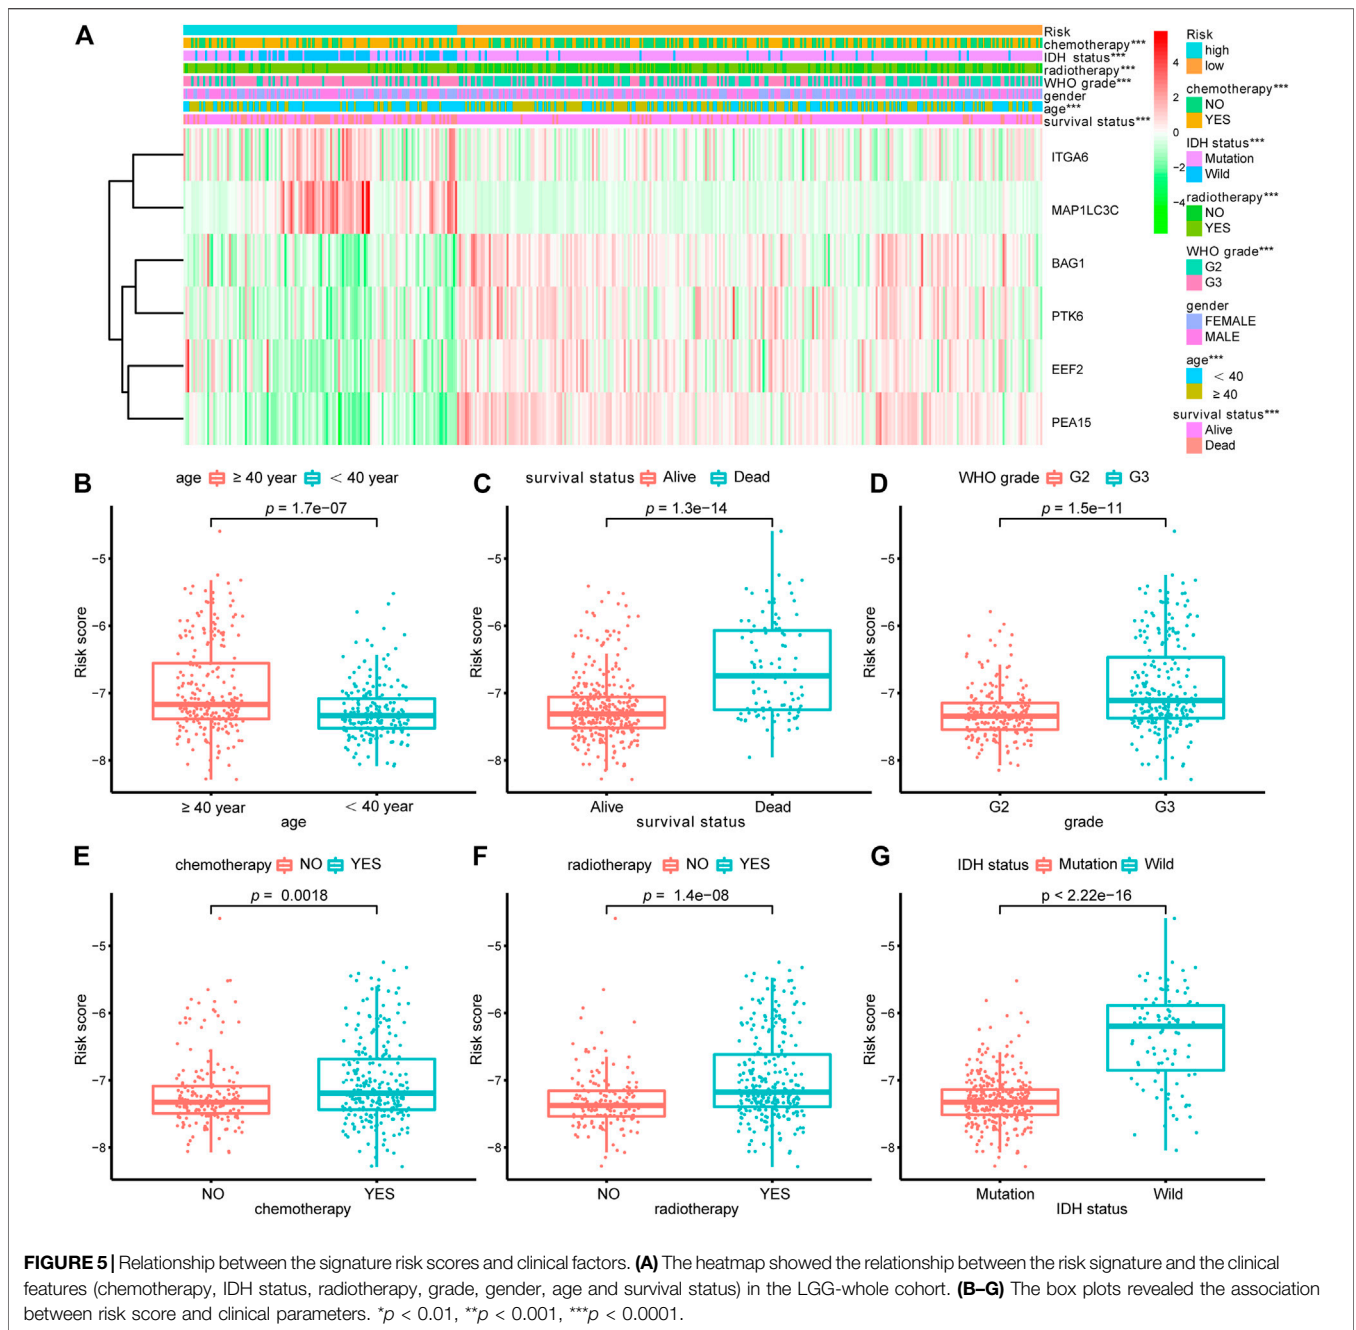 A
Risk
chemotherapy***
IDH status***
radiotherapy***
WHO grade***
gender
age***
survival status***
ITGA6
MAP1LC3C
BAG1
PTK6
EEF2
PEA15
4
2
0
−2
−4
Risk
high
low
chemotherapy***
NO
YES
IDH status***
Mutation
Wild
radiotherapy***
NO
YES
WHO grade***
G2
G3
gender
FEMALE
MALE
age***
< 40
≥ 40
survival status***
Alive
Dead
B
age ≥ 40 year < 40 year
p = 1.7e−07
Risk score
−5
−6
−7
−8
≥ 40 year < 40 year
age
C
survival status Alive Dead
p = 1.3e−14
Risk score
−5
−6
−7
−8
Alive Dead
survival status
D
WHO grade G2 G3
p = 1.5e−11
Risk score
−5
−6
−7
−8
G2 G3
grade
E
chemotherapy NO YES
p = 0.0018
Risk score
−5
−6
−7
−8
NO YES
chemotherapy
F
radiotherapy NO YES
p = 1.4e−08
Risk score
−5
−6
−7
−8
NO YES
radiotherapy
G
IDH status Mutation Wild
p < 2.22e−16
Risk score
−5
−6
−7
−8
Mutation Wild
IDH status
FIGURE 5 | Relationship between the signature risk scores and clinical factors. (A) The heatmap showed the relationship between the risk signature and the clinical
features (chemotherapy, IDH status, radiotherapy, grade, gender, age and survival status) in the LGG-whole cohort. (B–G) The box plots revealed the association
between risk score and clinical parameters. *p < 0.01, **p < 0.001, ***p < 0.0001.